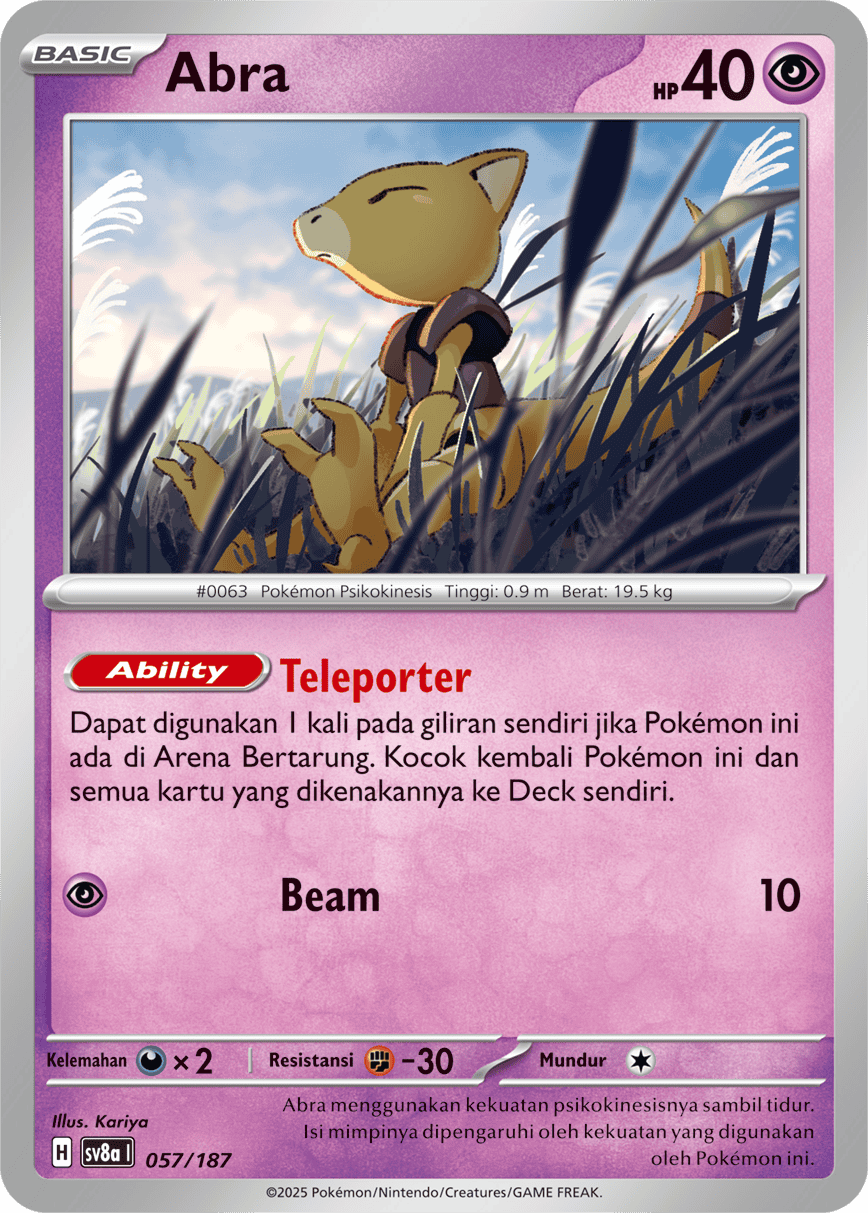 BASIC
Abra
HP 40
#0063 Pokémon Psikokinesis Tinggi: 0.9 m Berat: 19.5 kg
Ability Teleporter
Dapat digunakan 1 kali pada giliran sendiri jika Pokémon ini
ada di Arena Bertarung. Kocok kembali Pokémon ini dan
semua kartu yang dikenakannya ke Deck sendiri.
Beam 10
Kelemahan ×2 Resistansi -30 Mundur
Illus. Kariya
Abra menggunakan kekuatan psikokinesisnya sambil tidur.
Isi mimpinya dipengaruhi oleh kekuatan yang digunakan
oleh Pokémon ini.
H sv8a I 057/187
©2025 Pokémon/Nintendo/Creatures/GAME FREAK.